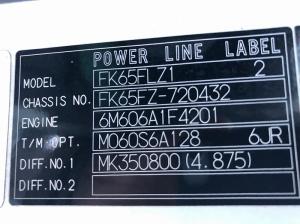 POWER LINE LABEL
MODEL FK65FLZ1 2
CHASSIS NO. FK65FZ-720432
ENGINE 6M606A1F4201
T/M OPT. M060S6A128 6JR
DIFF. NO.1 MK350800(4.875)
DIFF. NO.2